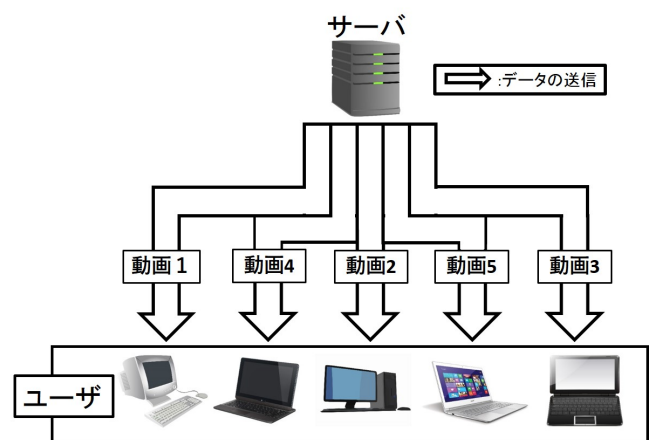 サーバ
:データの送信
動画１
動画4
動画2
動画5
動画3
ユーザ